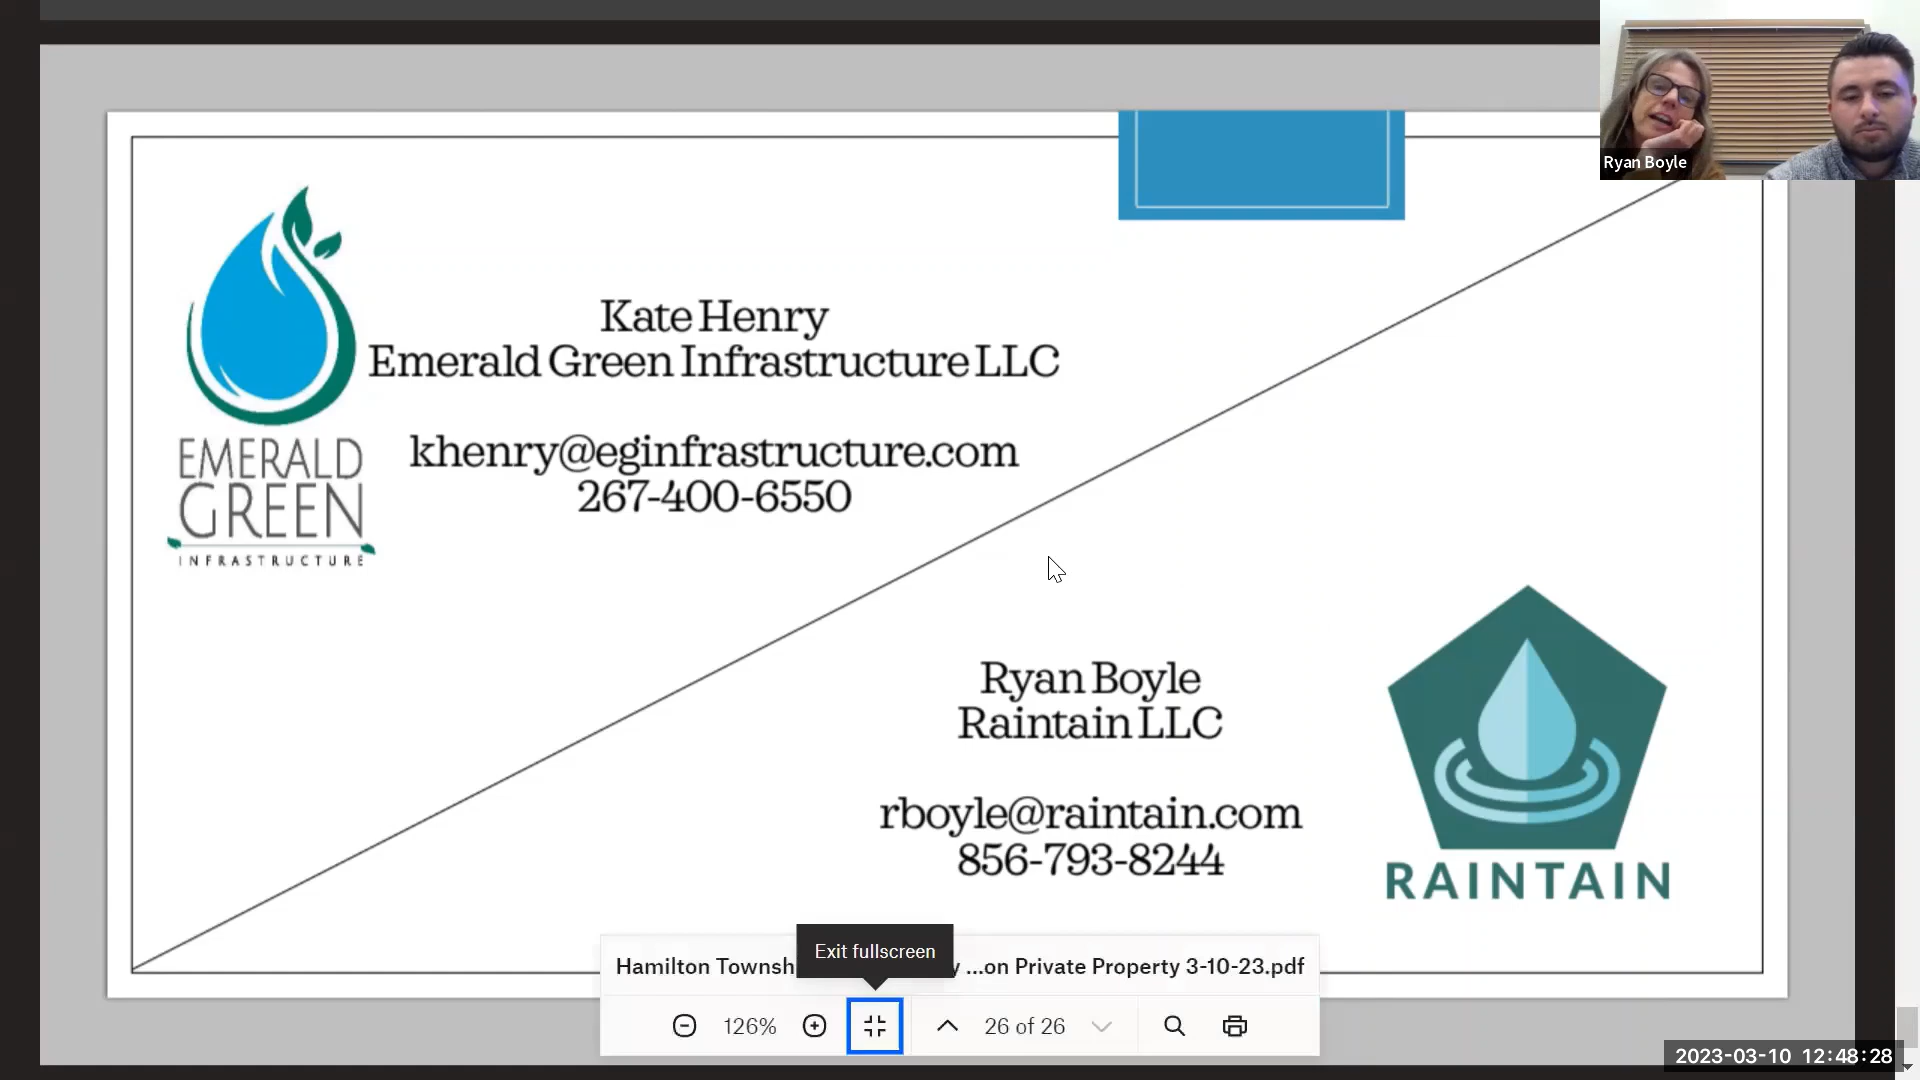 Ryan Boyle
Kate Henry
Emerald Green Infrastructure LLC
khenry@eginfrastructure.com
267-400-6550
EMERALD
GREEN
INFRASTRUCTURE
Ryan Boyle
Raintain LLC
rboyle@raintain.com
856-793-8244
RAINTAIN
Exit fullscreen
Hamilton Townsh y ...on Private Property 3-10-23.pdf
126%
26 of 26
2023-03-10 12:48:28